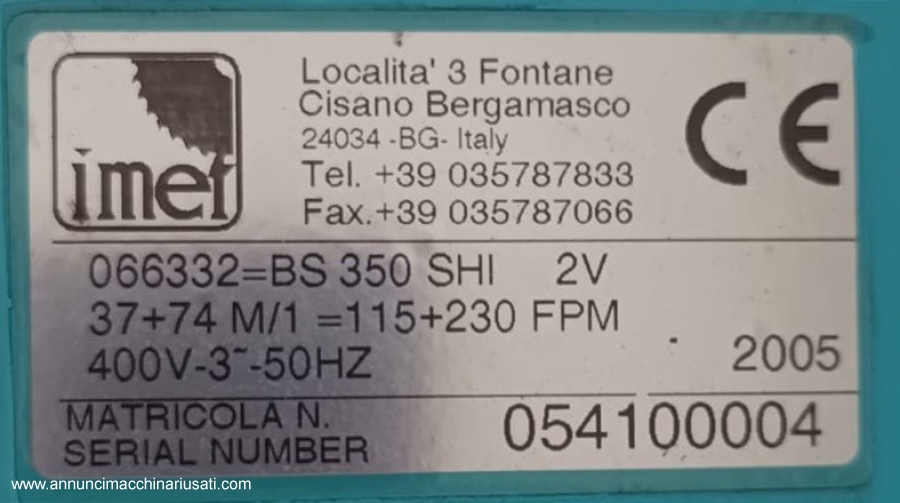 imet
Localita' 3 Fontane
Cisano Bergamasco
24034 -BG- Italy
Tel. +39 035787833
Fax.+39 035787066
CE
066332=BS 350 SHI 2V
37+74 M/1 =115+230 FPM
400V-3~-50HZ
2005
MATRICOLA N.
SERIAL NUMBER
054100004
www.annuncimacchinariusati.com